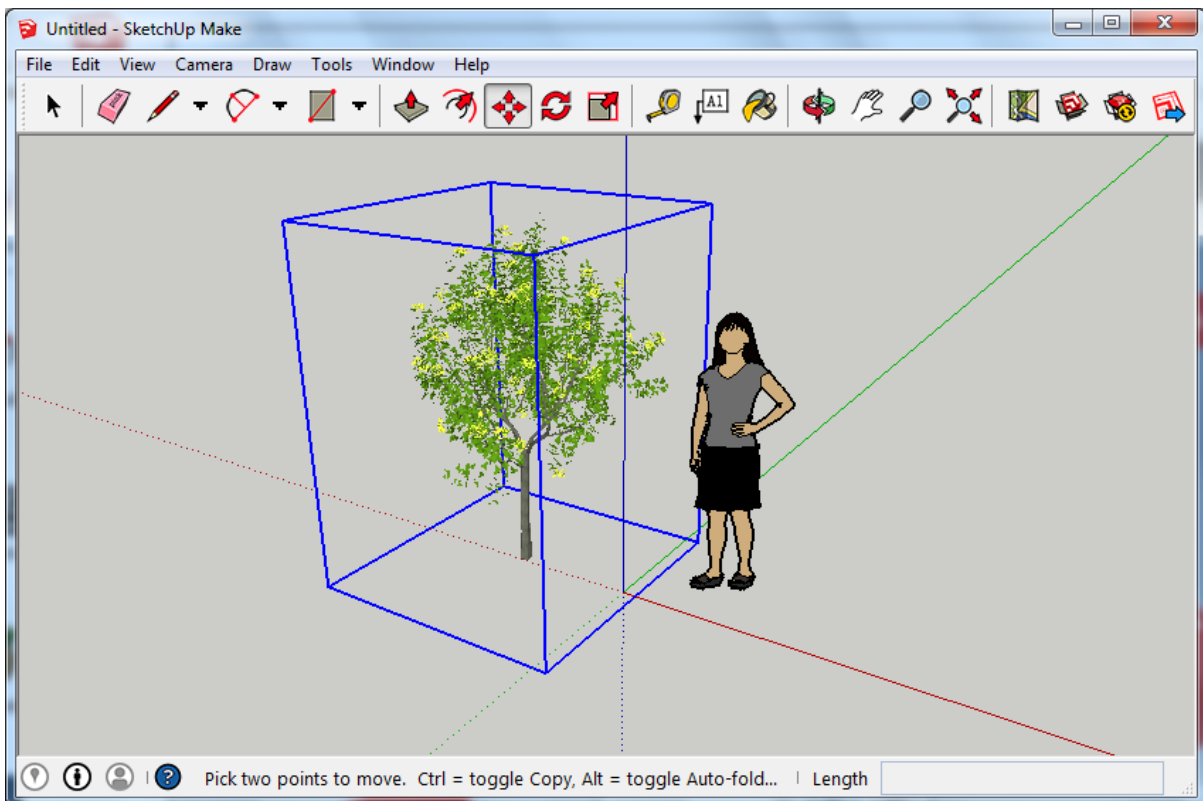 Untitled - SketchUp Make
File Edit View Camera Draw Tools Window Help
A1
Pick two points to move. Ctrl = toggle Copy, Alt = toggle Auto-fold... Length